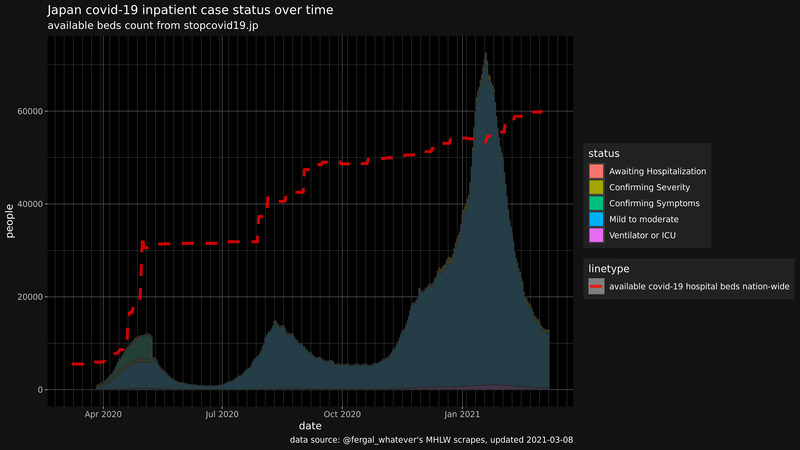 Japan covid-19 inpatient case status over time
available beds count from stopcovid19.jp
people
60000
40000
20000
0
Apr 2020
Jul 2020
Oct 2020
Jan 2021
date
status
Awaiting Hospitalization
Confirming Severity
Confirming Symptoms
Mild to moderate
Ventilator or ICU
linetype
available covid-19 hospital beds nation-wide
data source: @fergal_whatever's MHLW scrapes, updated 2021-03-08